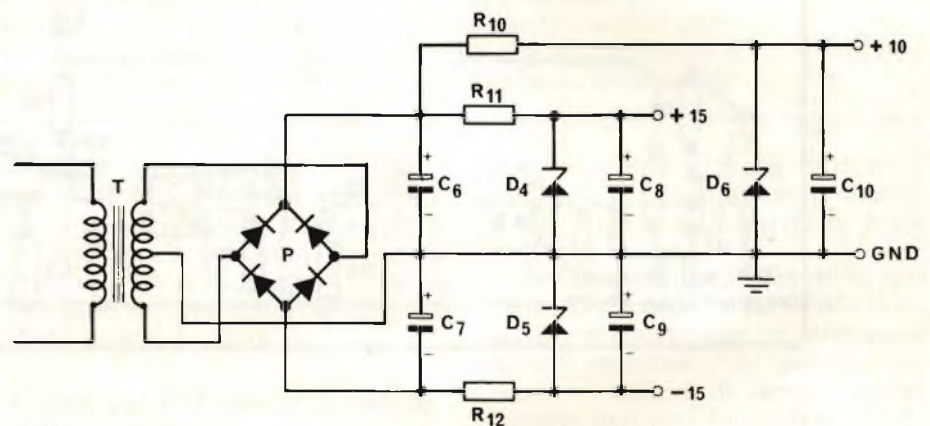 R10
+ 10
R11
+ 15
T
+
C6
-
D4
+
C8
-
D6
+
C10
-
P
GND
+
C7
-
D5
+
C9
-
R12
-15